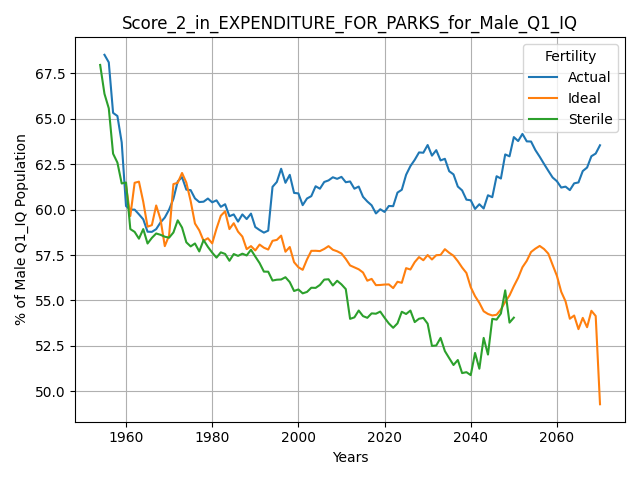 Score_2_in_EXPENDITURE_FOR_PARKS_for_Male_Q1_IQ
Fertility
Actual
Ideal
Sterile
% of Male Q1_IQ Population
67.5
65.0
62.5
60.0
57.5
55.0
52.5
50.0
1960 1980 2000 2020 2040 2060
Years